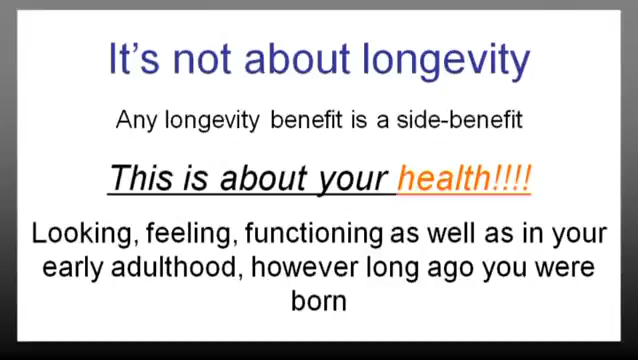 It's not about longevity
Any longevity benefit is a side-benefit
This is about your health!!!!
Looking, feeling, functioning as well as in your
early adulthood, however long ago you were
born